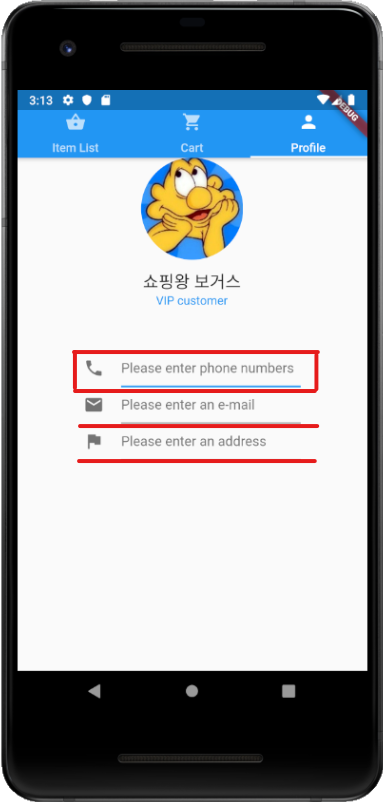 3:13
DEBUG
Item List
Cart
Profile
쇼핑왕 보거스
VIP customer
Please enter phone numbers
Please enter an e-mail
Please enter an address